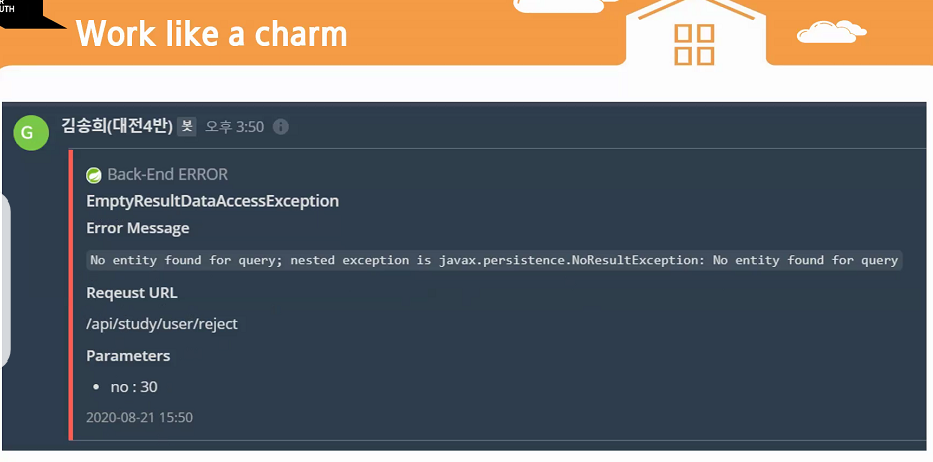 UTH
Work like a charm
G
김송희(대전4반) 봇 오후 3:50
Back-End ERROR
EmptyResultDataAccessException
Error Message
No entity found for query; nested exception is javax.persistence.NoResultException: No entity found for query
Reqeust URL
/api/study/user/reject
Parameters
• no : 30
2020-08-21 15:50